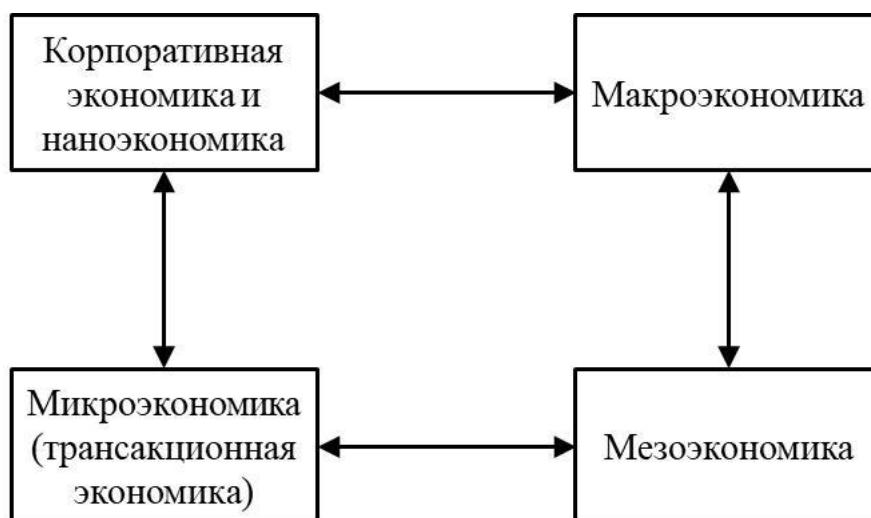 Корпоративная
экономика и
наноэкономика
Макроэкономика
Микроэкономика
(трансакционная
экономика)
Мезоэкономика